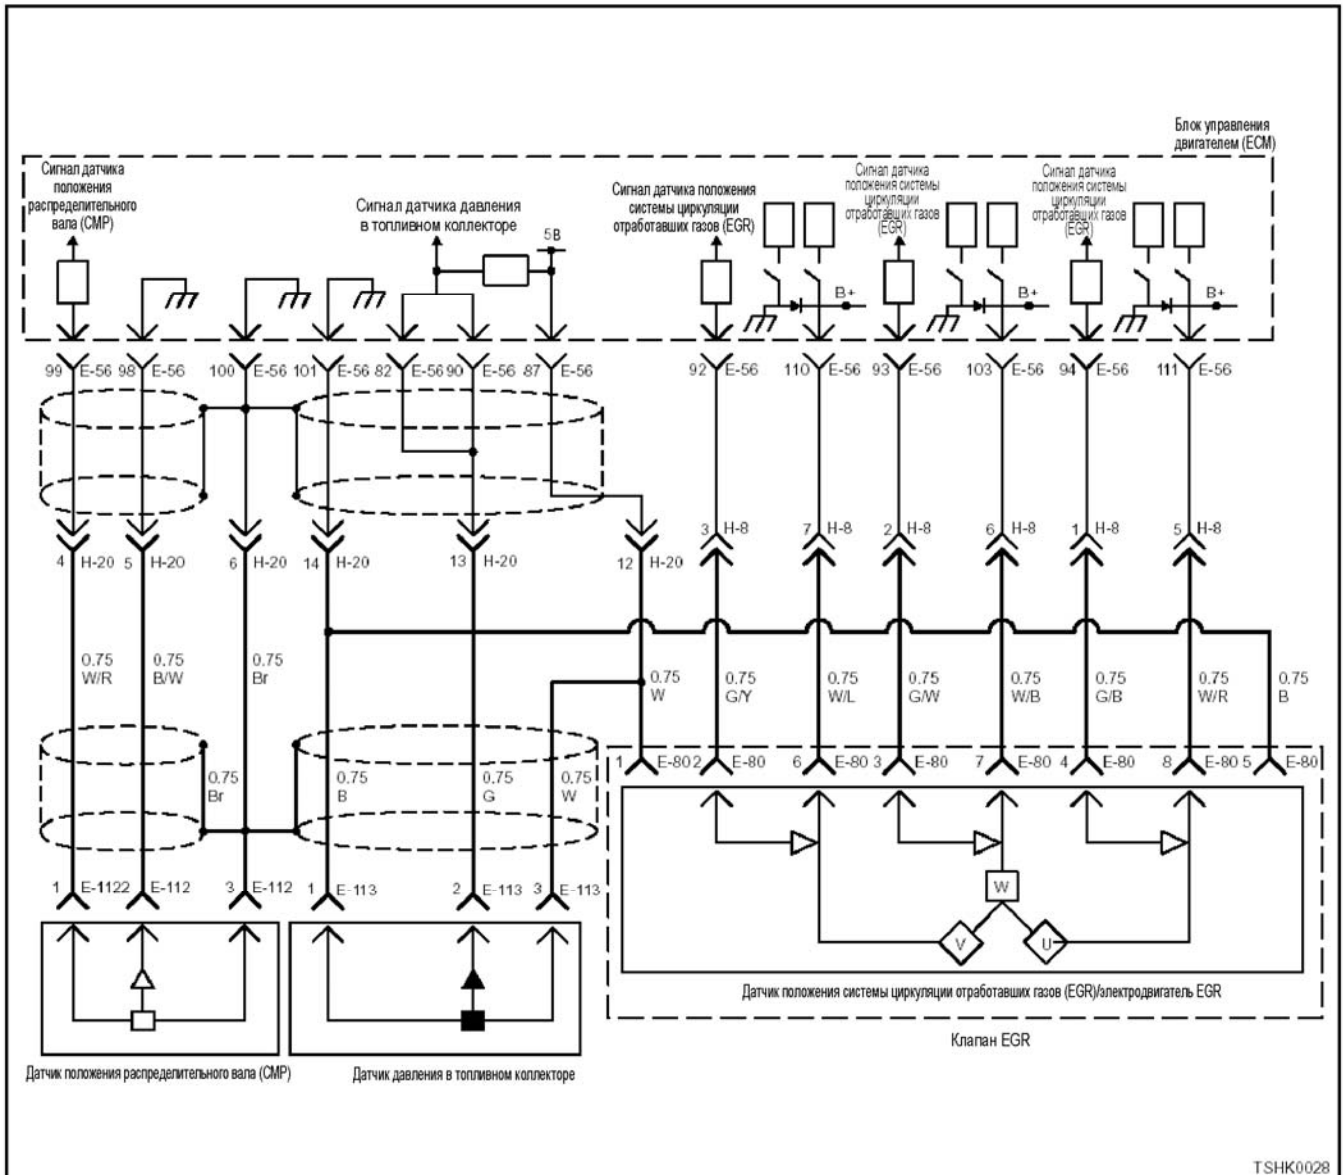 Блок управления
двигателем (ECM)
Сигнал датчика
положения
распределительного
вала (CMP)
Сигнал датчика давления
в топливном коллекторе
5В
Сигнал датчика положения
системы циркуляции
отработавших газов (EGR)
Сигнал датчика
положения системы
циркуляции
отработавших газов
(EGR)
Сигнал датчика
положения системы
циркуляции
отработавших газов
(EGR)
B+ B+ B+
99 E-56 98 E-56 100 E-56 101 E-56 82 E-56 90 E-56 87 E-56 92 E-56 110 E-56 93 E-56 103 E-56 94 E-56 111 E-56
3 H-8 7 H-8 2 H-8 6 H-8 1 H-8 5 H-8
4 H-20 5 H-20 6 H-20 14 H-20 13 H-20 12 H-20
0.75 0.75 0.75 0.75 0.75 0.75 0.75 0.75 0.75 0.75 0.75
W/R B/W Br W G/Y W/L G/W W/B G/B W/R B
1 E-80 2 E-80 6 E-80 3 E-80 7 E-80 4 E-80 8 E-80 5 E-80
0.75 0.75 0.75 0.75
Br B G W
1 E-112 2 E-112 3 E-112 1 E-113 2 E-113 3 E-113
W
V U
Датчик положения системы циркуляции отработавших газов (EGR)/электродвигатель EGR
Клапан EGR
Датчик положения распределительного вала (CMP)
Датчик давления в топливном коллекторе
TSHK0028